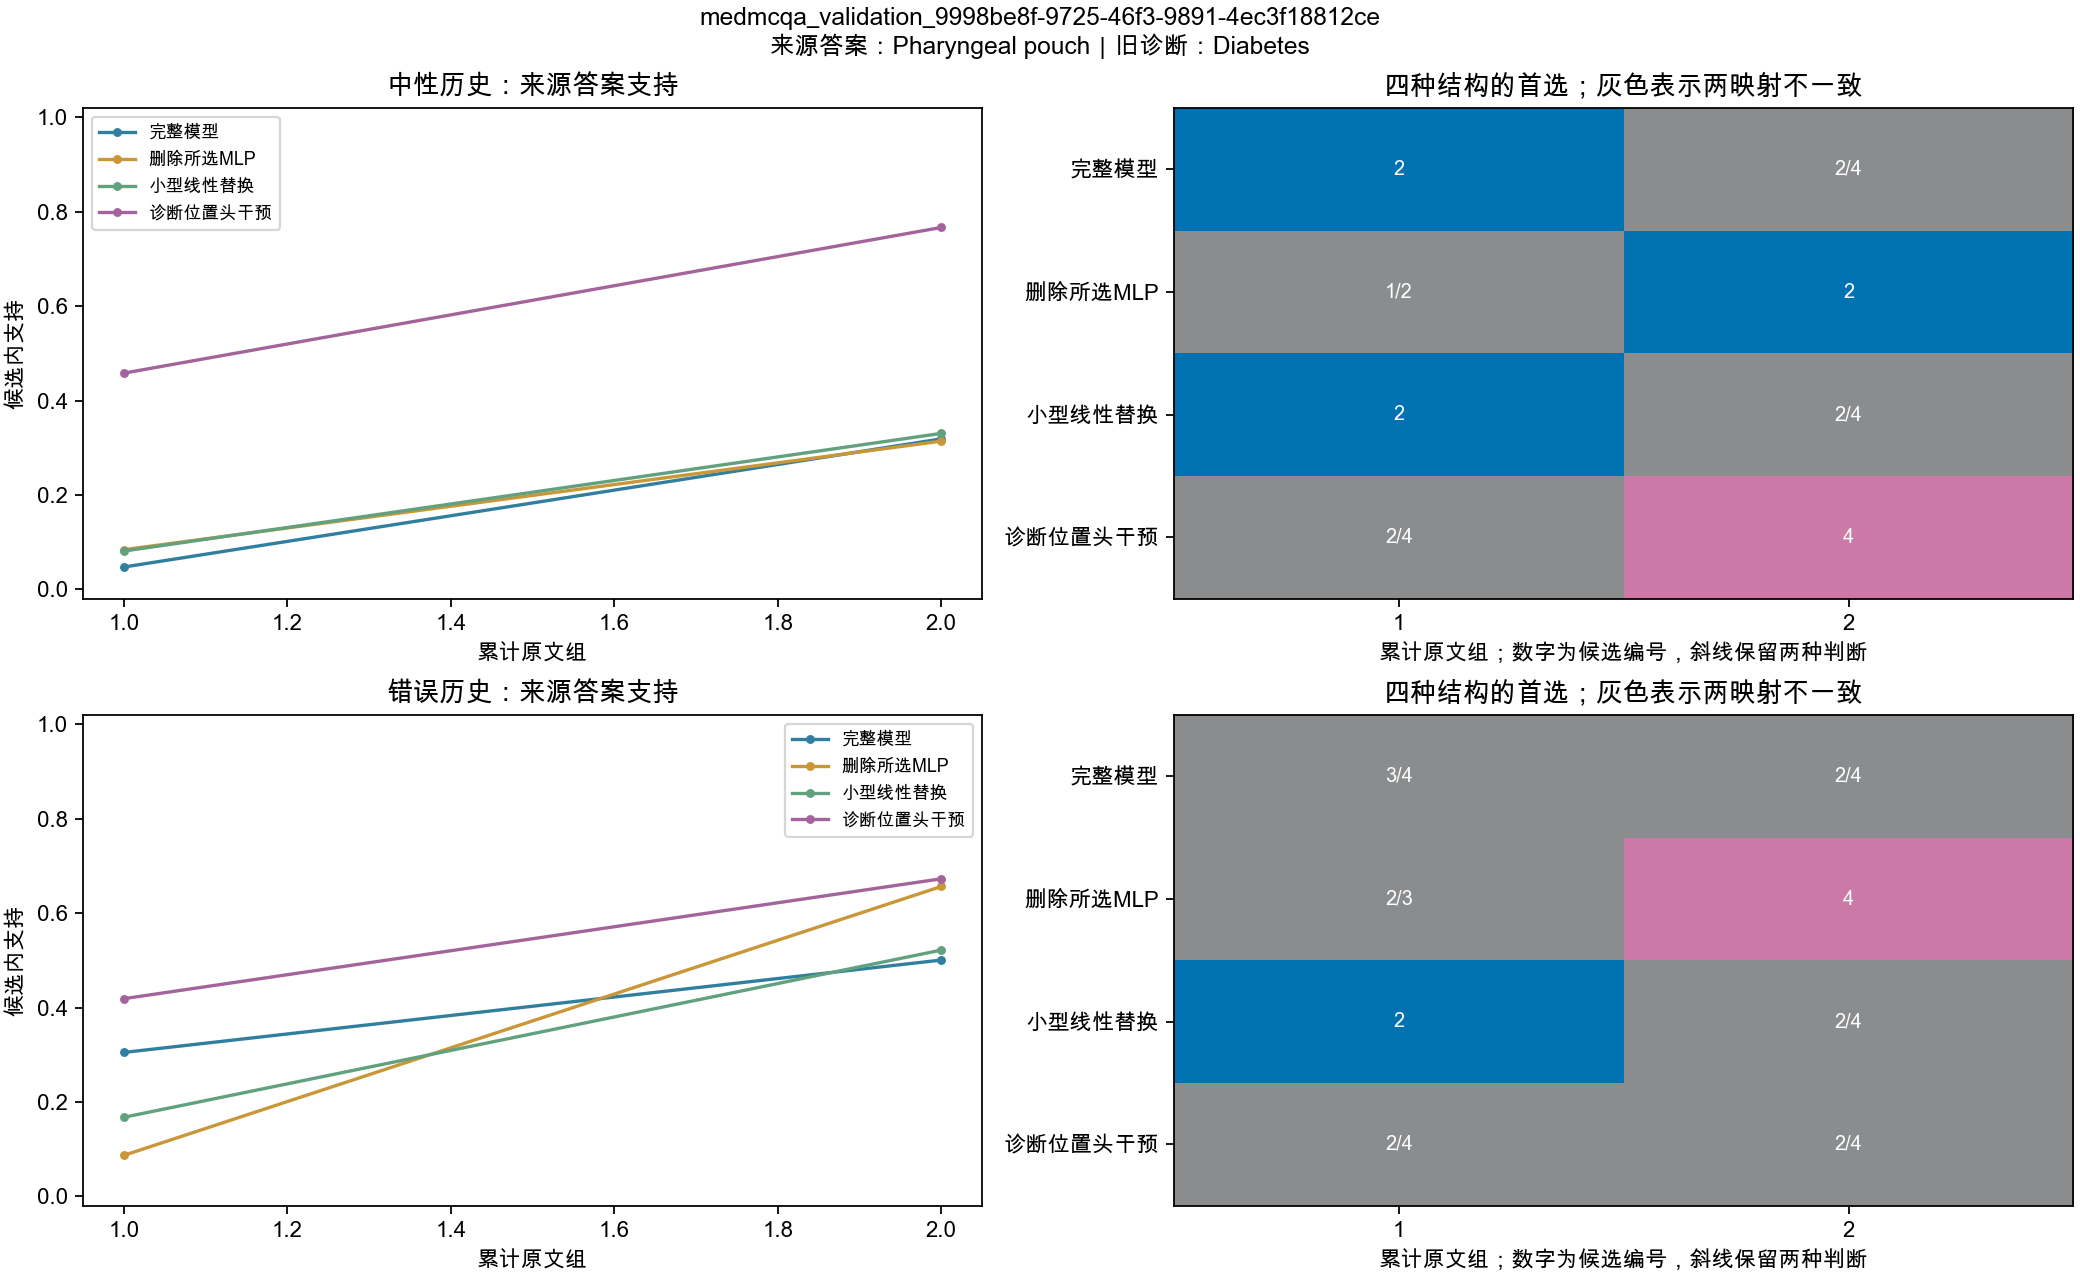 medmcqa_validation_9998be8f-9725-46f3-9891-4ec3f18812ce
来源答案：Pharyngeal pouch | 旧诊断：Diabetes
中性历史：来源答案支持
完整模型
删除所选MLP
小型线性替换
诊断位置头干预
候选内支持
1.0
0.8
0.6
0.4
0.2
0.0
1.0 1.2 1.4 1.6 1.8 2.0
累计原文组
四种结构的首选；灰色表示两映射不一致
完整模型 2 2/4
删除所选MLP 1/2 2
小型线性替换 2 2/4
诊断位置头干预 2/4 4
1 2
累计原文组；数字为候选编号，斜线保留两种判断
错误历史：来源答案支持
完整模型
删除所选MLP
小型线性替换
诊断位置头干预
候选内支持
1.0
0.8
0.6
0.4
0.2
0.0
1.0 1.2 1.4 1.6 1.8 2.0
累计原文组
四种结构的首选；灰色表示两映射不一致
完整模型 3/4 2/4
删除所选MLP 2/3 4
小型线性替换 2 2/4
诊断位置头干预 2/4 2/4
1 2
累计原文组；数字为候选编号，斜线保留两种判断